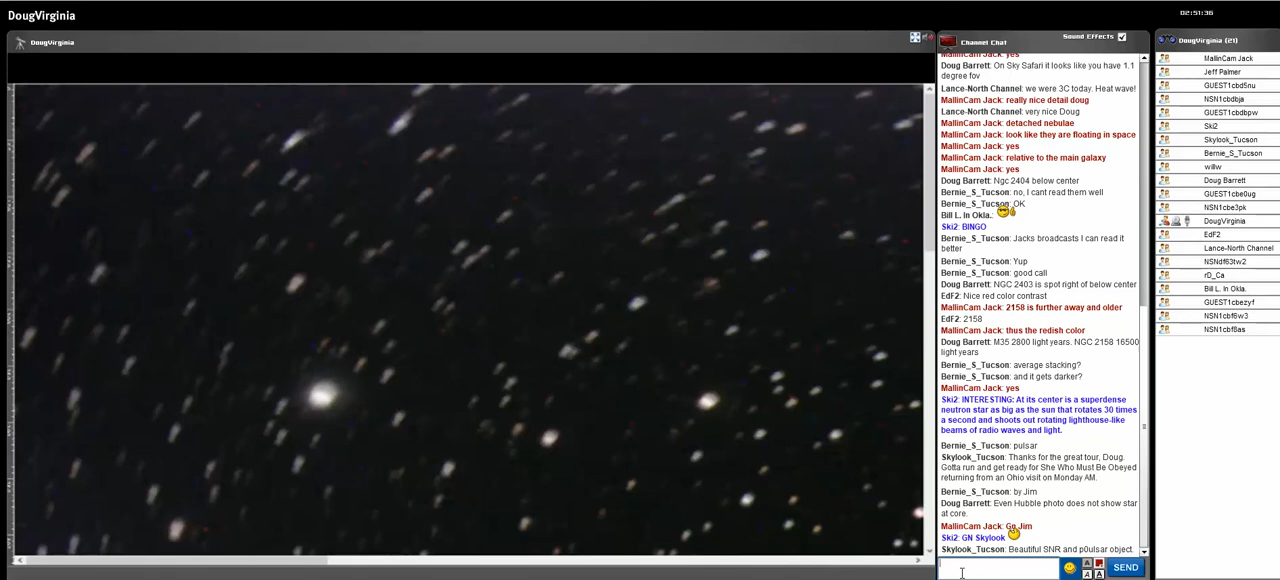 DougVirginia
02:51:36
DougVirginia
Channel Chat
Sound Effects
MallinCam Jack: yes
Doug Barrett: On Sky Safari it looks like you have 1.1
degree fov
Lance-North Channel: we were 3C today. Heat wave!
MallinCam Jack: really nice detail doug
Lance-North Channel: very nice Doug
MallinCam Jack: detached nebulae
MallinCam Jack: look like they are floating in space
MallinCam Jack: yes
MallinCam Jack: relative to the main galaxy
MallinCam Jack: yes
Doug Barrett: Ngc 2404 below center
Bernie_S_Tucson: no, I cant read them well
Bernie_S_Tucson: OK
Bill L. In Okla.:
Ski2: BINGO
Bernie_S_Tucson: Jacks broadcasts I can read it
better
Bernie_S_Tucson: Yup
Bernie_S_Tucson: good call
Doug Barrett: NGC 2403 is spot right of below center
EdF2: Nice red color contrast
MallinCam Jack: 2158 is further away and older
EdF2: 2158
MallinCam Jack: thus the redish color
Doug Barrett: M35 2800 light years. NGC 2158 16500
light years
Bernie_S_Tucson: average stacking?
Bernie_S_Tucson: and it gets darker?
MallinCam Jack: yes
Ski2: INTERESTING: At its center is a superdense
neutron star as big as the sun that rotates 30 times
a second and shoots out rotating lighthouse-like
beams of radio waves and light.
Bernie_S_Tucson: pulsar
Skylook_Tucson: Thanks for the great tour, Doug.
Gotta run and get ready for She Who Must Be Obeyed
returning from an Ohio visit on Monday AM.
Bernie_S_Tucson: by Jim
Doug Barrett: Even Hubble photo does not show star
at core.
MallinCam Jack: Gn Jim
Ski2: GN Skylook
Skylook_Tucson: Beautiful SNR and p0ulsar object.
A
A A
SEND
DougVirginia (21)
MallinCam Jack
Jeff Palmer
GUEST1cbd5nu
NSN1cbdbja
GUEST1cbdbpw
Ski2
Skylook_Tucson
Bernie_S_Tucson
willw
Doug Barrett
GUEST1cbe0ug
NSN1cbe3pk
DougVirginia
EdF2
Lance-North Channel
NSNdf63tw2
rD_Ca
Bill L. In Okla.
GUEST1cbezyf
NSN1cbf6w3
NSN1cbf8as